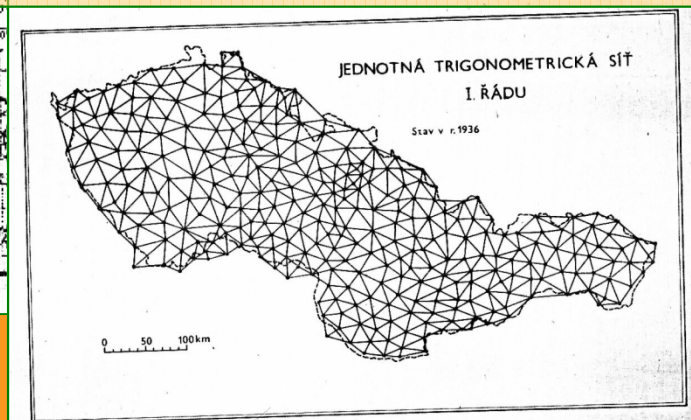 JEDNOTNÁ TRIGONOMETRICKÁ SÍŤ
I. ŘÁDU
Stav v r. 1936
0 50 100km